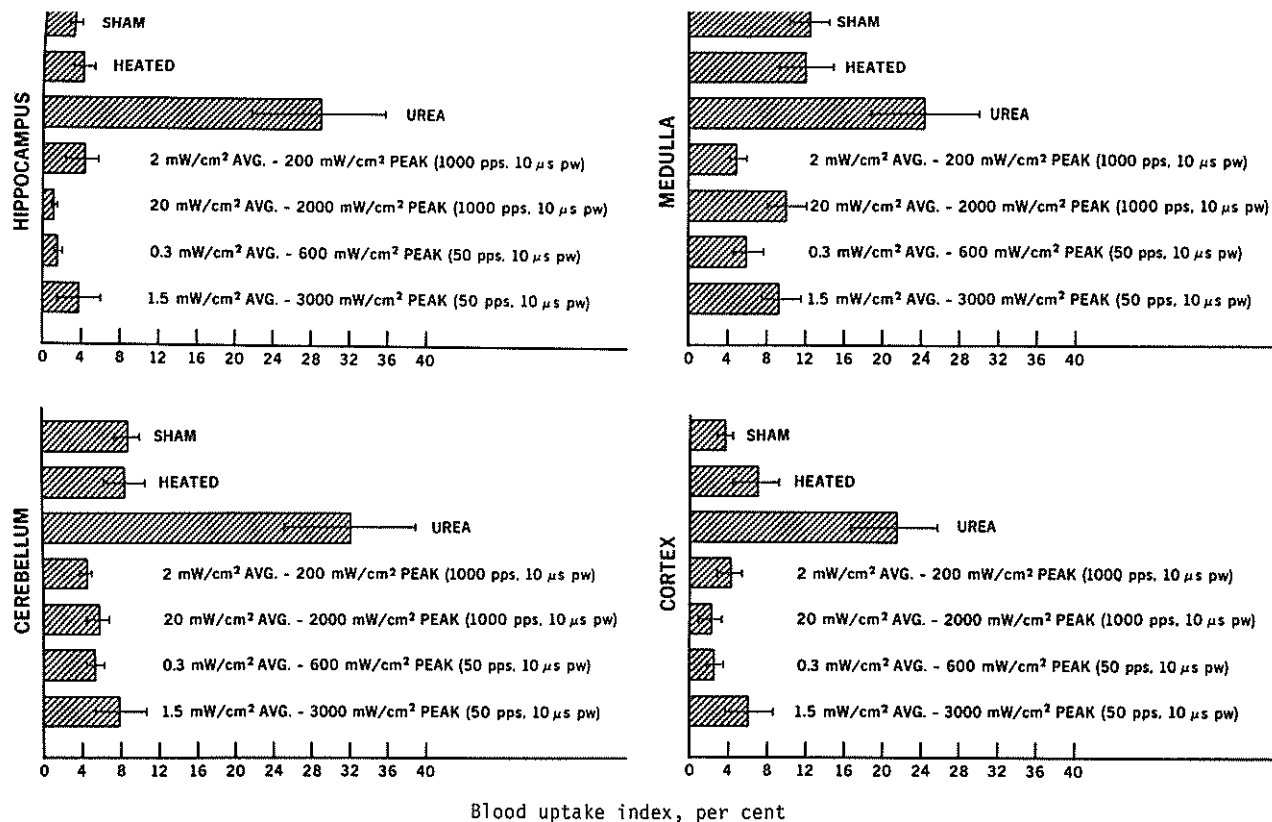 HIPPOCAMPUS
SHAM
HEATED
UREA
2 mW/cm² AVG. - 200 mW/cm² PEAK (1000 pps, 10 μs pw)
20 mW/cm² AVG. - 2000 mW/cm² PEAK (1000 pps, 10 μs pw)
0.3 mW/cm² AVG. - 600 mW/cm² PEAK (50 pps, 10 μs pw)
1.5 mW/cm² AVG. - 3000 mW/cm² PEAK (50 pps, 10 μs pw)
0 4 8 12 16 20 24 28 32 36 40
MEDULLA
SHAM
HEATED
UREA
2 mW/cm² AVG. - 200 mW/cm² PEAK (1000 pps, 10 μs pw)
20 mW/cm² AVG. - 2000 mW/cm² PEAK (1000 pps, 10 μs pw)
0.3 mW/cm² AVG. - 600 mW/cm² PEAK (50 pps, 10 μs pw)
1.5 mW/cm² AVG. - 3000 mW/cm² PEAK (50 pps, 10 μs pw)
0 4 8 12 16 20 24 28 32 36 40
CEREBELLUM
SHAM
HEATED
UREA
2 mW/cm² AVG. - 200 mW/cm² PEAK (1000 pps, 10 μs pw)
20 mW/cm² AVG. - 2000 mW/cm² PEAK (1000 pps, 10 μs pw)
0.3 mW/cm² AVG. - 600 mW/cm² PEAK (50 pps, 10 μs pw)
1.5 mW/cm² AVG. - 3000 mW/cm² PEAK (50 pps, 10 μs pw)
0 4 8 12 16 20 24 28 32 36 40
CORTEX
SHAM
HEATED
UREA
2 mW/cm² AVG. - 200 mW/cm² PEAK (1000 pps, 10 μs pw)
20 mW/cm² AVG. - 2000 mW/cm² PEAK (1000 pps, 10 μs pw)
0.3 mW/cm² AVG. - 600 mW/cm² PEAK (50 pps, 10 μs pw)
1.5 mW/cm² AVG. - 3000 mW/cm² PEAK (50 pps, 10 μs pw)
0 4 8 12 16 20 24 28 32 36 40
Blood uptake index, per cent